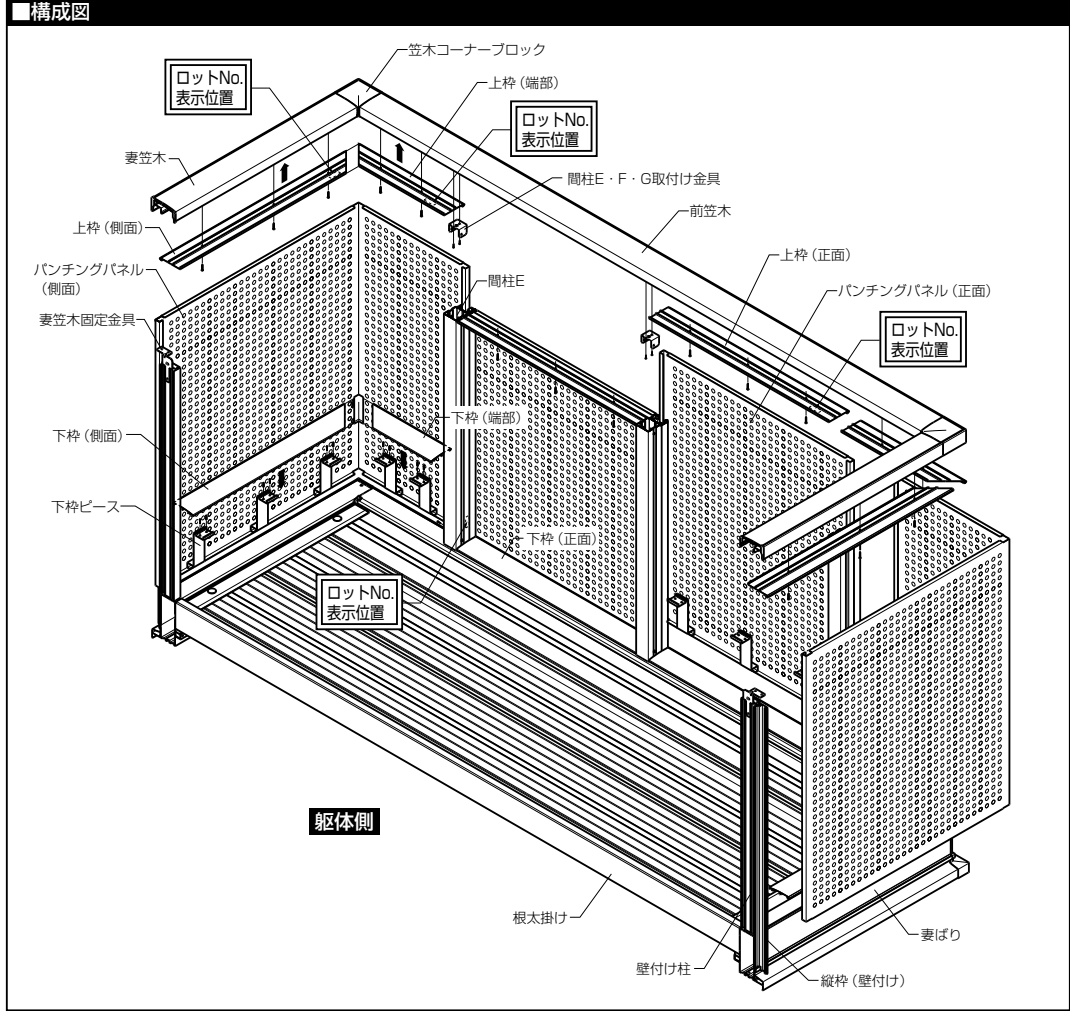 ■構成図
笠木コーナーブロック
ロットNo.
表示位置
上枠（端部）
ロットNo.
表示位置
妻笠木
間柱E・F・G取付け金具
前笠木
上枠（側面）
上枠（正面）
パンチングパネル
（側面）
間柱E
パンチングパネル（正面）
妻笠木固定金具
ロットNo.
表示位置
下枠（端部）
下枠（側面）
下枠ピース
下枠（正面）
ロットNo.
表示位置
躯体側
根太掛け
妻ばり
壁付け柱
縦枠（壁付け）